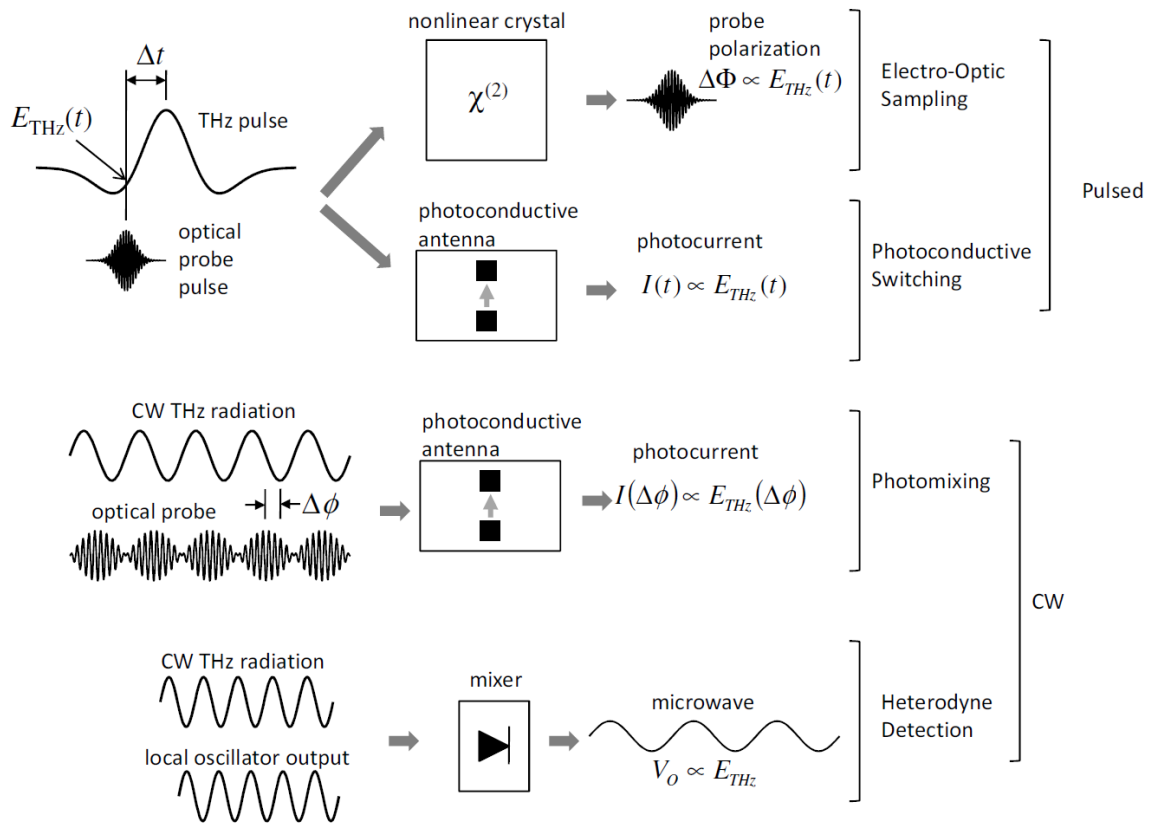 Δt
E_THz(t)
THz pulse
optical
probe
pulse
nonlinear crystal
χ^(2)
probe
polarization
ΔΦ ∝ E_THz(t)
Electro-Optic
Sampling
photoconductive
antenna
photocurrent
I(t) ∝ E_THz(t)
Photoconductive
Switching
Pulsed
CW THz radiation
Δϕ
optical probe
photoconductive
antenna
photocurrent
I(Δϕ) ∝ E_THz(Δϕ)
Photomixing
CW THz radiation
local oscillator output
mixer
microwave
V_O ∝ E_THz
Heterodyne
Detection
CW